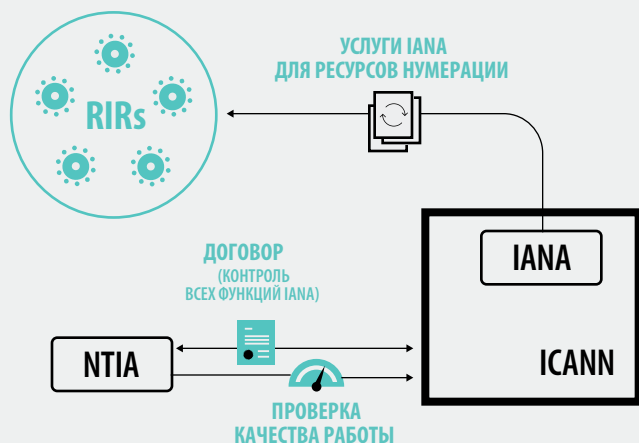 УСЛУГИ IANA
ДЛЯ РЕСУРСОВ НУМЕРАЦИИ
RIRs
IANA
ДОГОВОР
(КОНТРОЛЬ
ВСЕХ ФУНКЦИЙ IANA)
NTIA
ICANN
ПРОВЕРКА
КАЧЕСТВА РАБОТЫ